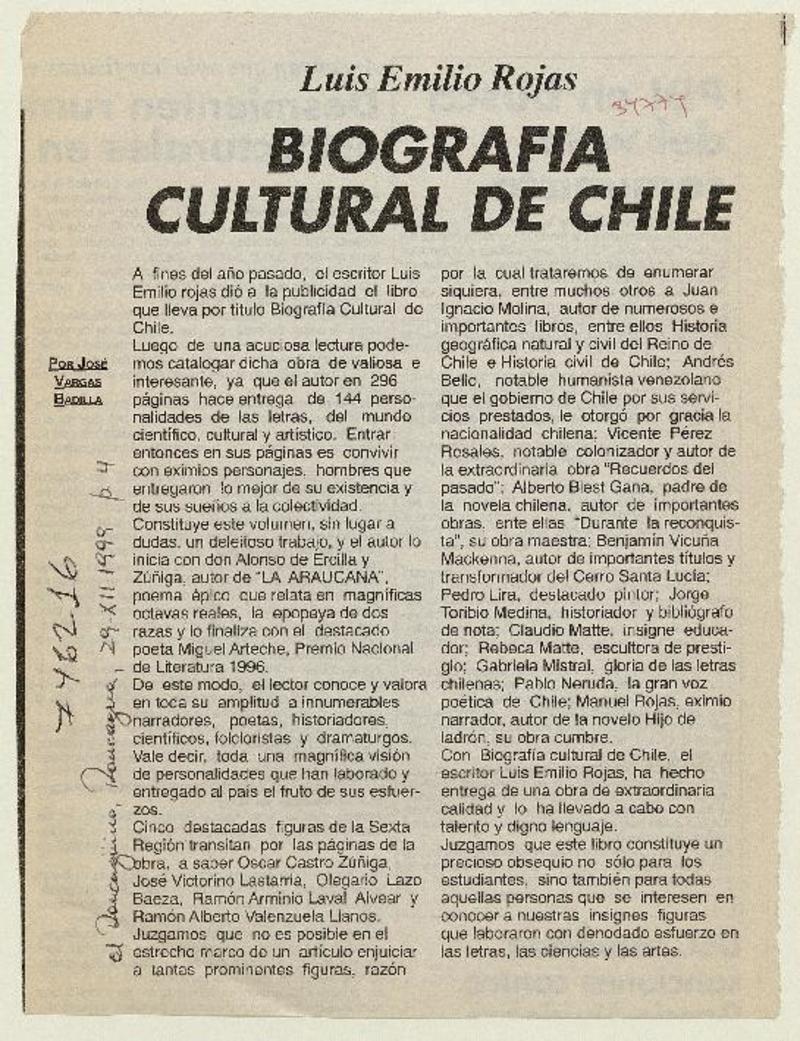 Luis Emilio Rojas
34774
BIOGRAFIA
CULTURAL DE CHILE
POR JOSÉ
VARGAS
BADILLA
A fines del año pasado, el escritor Luis
Emilio rojas dió a la publicidad el libro
que lleva por título Biografía Cultural de
Chile.
Luego de una acuciosa lectura pode-
mos catalogar dicha obra de valiosa e
interesante, ya que el autor en 296
páginas hace entrega de 144 perso-
nalidades de las letras, del mundo
científico, cultural y artístico. Entrar
entonces en sus páginas es convivir
con eximios personajes, hombres que
entregaron lo mejor de su existencia y
de sus sueños a la colectividad.
Constituye este volumen, sin lugar a
dudas, un deleitoso trabajo, y el autor lo
inicia con don Alonso de Ercilla y
Zúñiga, autor de "LA ARAUCANA",
poema épico que relata en magníficas
octavas reales, la epopeya de dos
razas y lo finaliza con el destacado
poeta Miguel Arteche, Premio Nacional
de Literatura 1996.
De este modo, el lector conoce y valora
en toca su amplitud a innumerables
narradores, poetas, historiadores,
científicos, folcloristas y dramaturgos.
Vale decir, toda una magnífica visión
de personalidades que han laborado y
entregado al país el fruto de sus esfuer-
zos.
Cinco destacadas figuras de la Sexta
Región transitan por las páginas de la
obra, a saber Oscar Castro Zúñiga,
José Victorino Lastarria, Olegario Lazo
Baeza, Ramón Arminio Laval Alvear y
Ramón Alberto Valenzuela Llanos.
Juzgamos que no es posible en el
estrecho marco de un artículo enjuiciar
a tantas prominentes figuras, razón
por la cual trataremos de enumerar
siquiera, entre muchos otros a Juan
Ignacio Molina, autor de numerosos e
importantes libros, entre ellos Historia
geográfica natural y civil del Reino de
Chile e Historia civil de Chile; Andrés
Bello, notable humanista venezolano
que el gobierno de Chile por sus servi-
cios prestados, le otorgó por gracia la
nacionalidad chilena; Vicente Pérez
Rosales, notable colonizador y autor de
la extraordinaria obra "Recuerdos del
pasado"; Alberto Blest Gana, padre de
la novela chilena, autor de importantes
obras, ente ellas "Durante la reconquis-
ta", su obra maestra; Benjamín Vicuña
Mackenna, autor de importantes títulos y
transformador del Cerro Santa Lucía;
Pedro Lira, destacado pintor; Jorge
Toribio Medina, historiador y bibliógrafo
de nota; Claudio Matte, insigne educa-
dor; Rebeca Matte, escultora de presti-
gio; Gabriela Mistral, gloria de las letras
chilenas; Pablo Neruda, la gran voz
poética de Chile; Manuel Rojas, eximio
narrador, autor de la novelo Hijo de
ladrón, su obra cumbre.
Con Biografía cultural de Chile, el
escritor Luis Emilio Rojas, ha hecho
entrega de una obra de extraordinaria
calidad y lo ha llevado a cabo con
talento y digno lenguaje.
Juzgamos que este libro constituye un
precioso obsequio no sólo para los
estudiantes, sino también para todas
aquellas personas que se interesen en
conocer a nuestras insignes figuras
que laboraron con denodado esfuerzo en
las letras, las ciencias y las artes.
el Rancagüino, Rancagua, 29-XII-1999 p. 4
7462-16